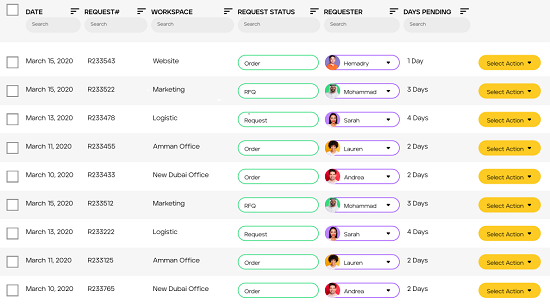 DATE REQUEST# WORKSPACE REQUEST STATUS REQUESTER DAYS PENDING
Search Search Search Search Search Search
March 15, 2020 R233543 Website Order Hemadry 1 Day Select Action
March 15, 2020 R233522 Marketing RFQ Mohammad 3 Days Select Action
March 13, 2020 R233478 Logistic Request Sarah 4 Days Select Action
March 11, 2020 R233455 Amman Office Order Lauren 2 Days Select Action
March 10, 2020 R233433 New Dubai Office Order Andrea 2 Days Select Action
March 15, 2020 R233512 Marketing RFQ Mohammad 3 Days Select Action
March 13, 2020 R233222 Logistic Request Sarah 4 Days Select Action
March 11, 2020 R233125 Amman Office Order Lauren 2 Days Select Action
March 10, 2020 R233765 New Dubai Office Order Andrea 2 Days Select Action